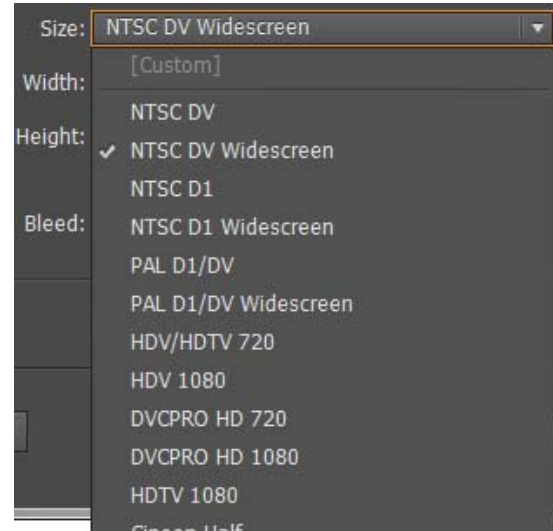 Size: NTSC DV Widescreen
[Custom]
Width:
NTSC DV
Height:
NTSC DV Widescreen
NTSC D1
Bleed: NTSC D1 Widescreen
PAL D1/DV
PAL D1/DV Widescreen
HDV/HDTV 720
HDV 1080
DVCPRO HD 720
DVCPRO HD 1080
HDTV 1080
Cineon Half